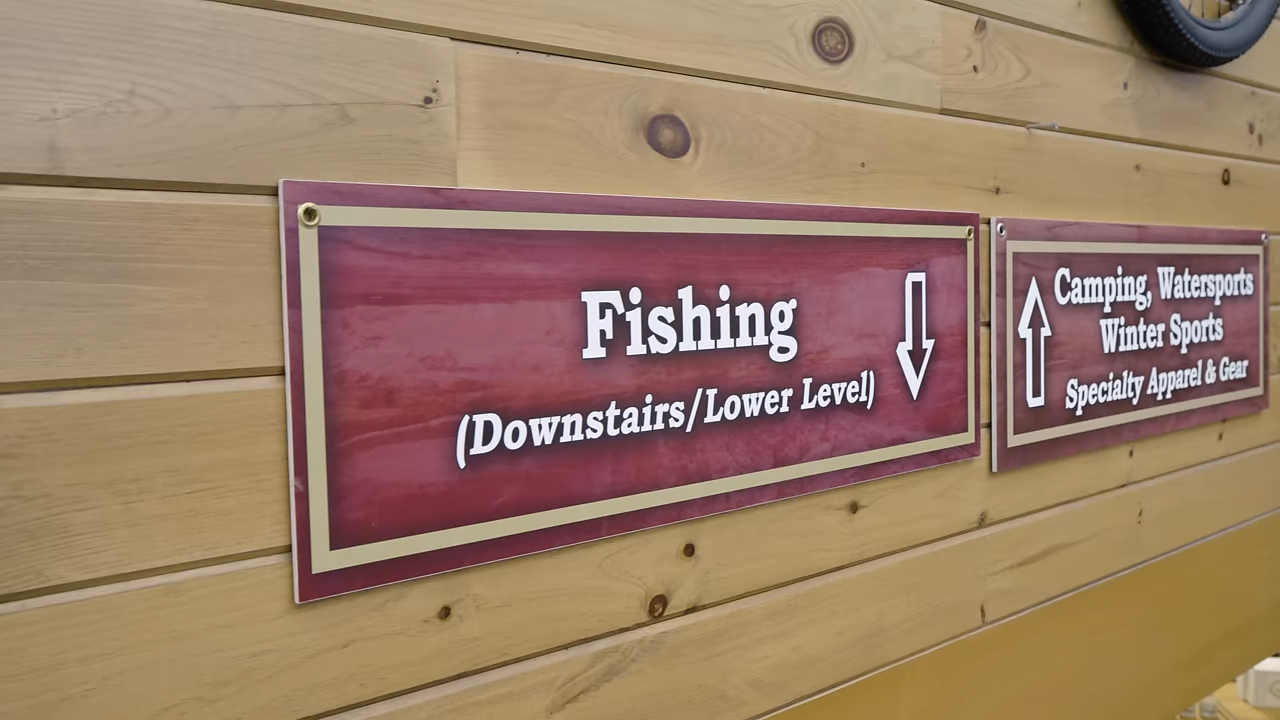 Fishing
(Downstairs/Lower Level)
Camping, Watersports
Winter Sports
Specialty Apparel & Gear